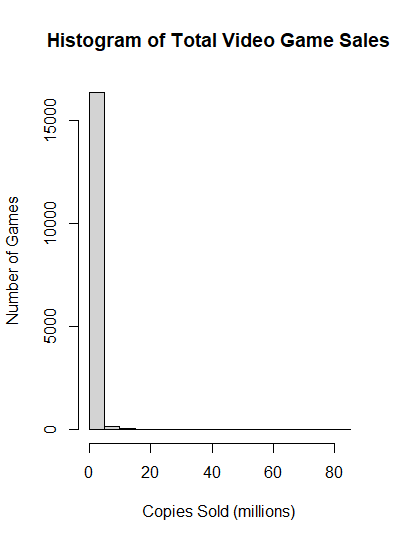 Histogram of Total Video Game Sales
Number of Games
15000
10000
5000
0
0 20 40 60 80
Copies Sold (millions)